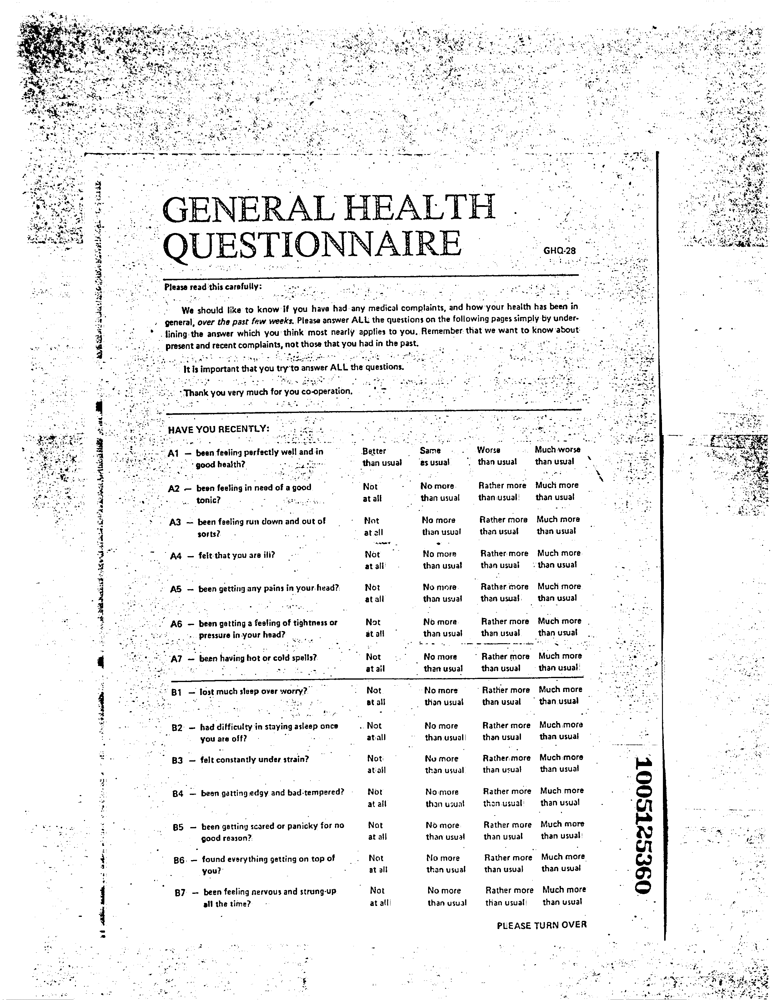 GENERAL HEALTH
QUESTIONNAIRE
GHQ-28
Please read this carefully:
We should like to know if you have had any medical complaints, and how your health has been in
general, over the past few weeks. Please answer ALL the questions on the following pages simply by under-
lining the answer which you think most nearly applies to you. Remember that we want to know about
present and recent complaints, not those that you had in the past.
It is important that you try to answer ALL the questions.
Thank you very much for you co-operation.
HAVE YOU RECENTLY:
A1 — been feeling perfectly well and in Better Same Worse Much worse
good health? than usual as usual than usual than usual
A2 — been feeling in need of a good Not No more Rather more Much more
tonic? at all than usual than usual than usual
A3 — been feeling run down and out of Not No more Rather more Much more
sorts? at all than usual than usual than usual
A4 — felt that you are ill? Not No more Rather more Much more
at all than usual than usual than usual
A5 — been getting any pains in your head? Not No more Rather more Much more
at all than usual than usual than usual
A6 — been getting a feeling of tightness or Not No more Rather more Much more
pressure in your head? at all than usual than usual than usual
A7 — been having hot or cold spells? Not No more Rather more Much more
at all than usual than usual than usual
B1 — lost much sleep over worry? Not No more Rather more Much more
at all than usual than usual than usual
B2 — had difficulty in staying asleep once Not No more Rather more Much more
you are off? at all than usual than usual than usual
B3 — felt constantly under strain? Not No more Rather more Much more
at all than usual than usual than usual
B4 — been getting edgy and bad-tempered? Not No more Rather more Much more
at all than usual than usual than usual
B5 — been getting scared or panicky for no Not No more Rather more Much more
good reason? at all than usual than usual than usual
B6 — found everything getting on top of Not No more Rather more Much more
you? at all than usual than usual than usual
B7 — been feeling nervous and strung-up Not No more Rather more Much more
all the time? at all than usual than usual than usual
PLEASE TURN OVER
1005125360